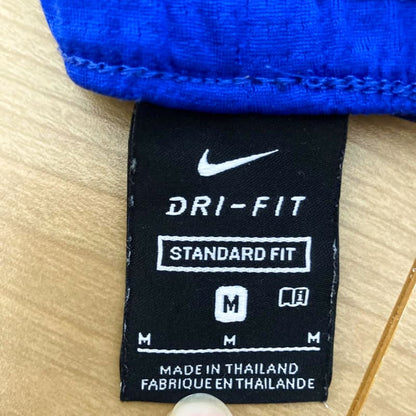 DRI-FIT
STANDARD FIT
M
M M M
MADE IN THAILAND
FABRIQUE EN THAILANDE